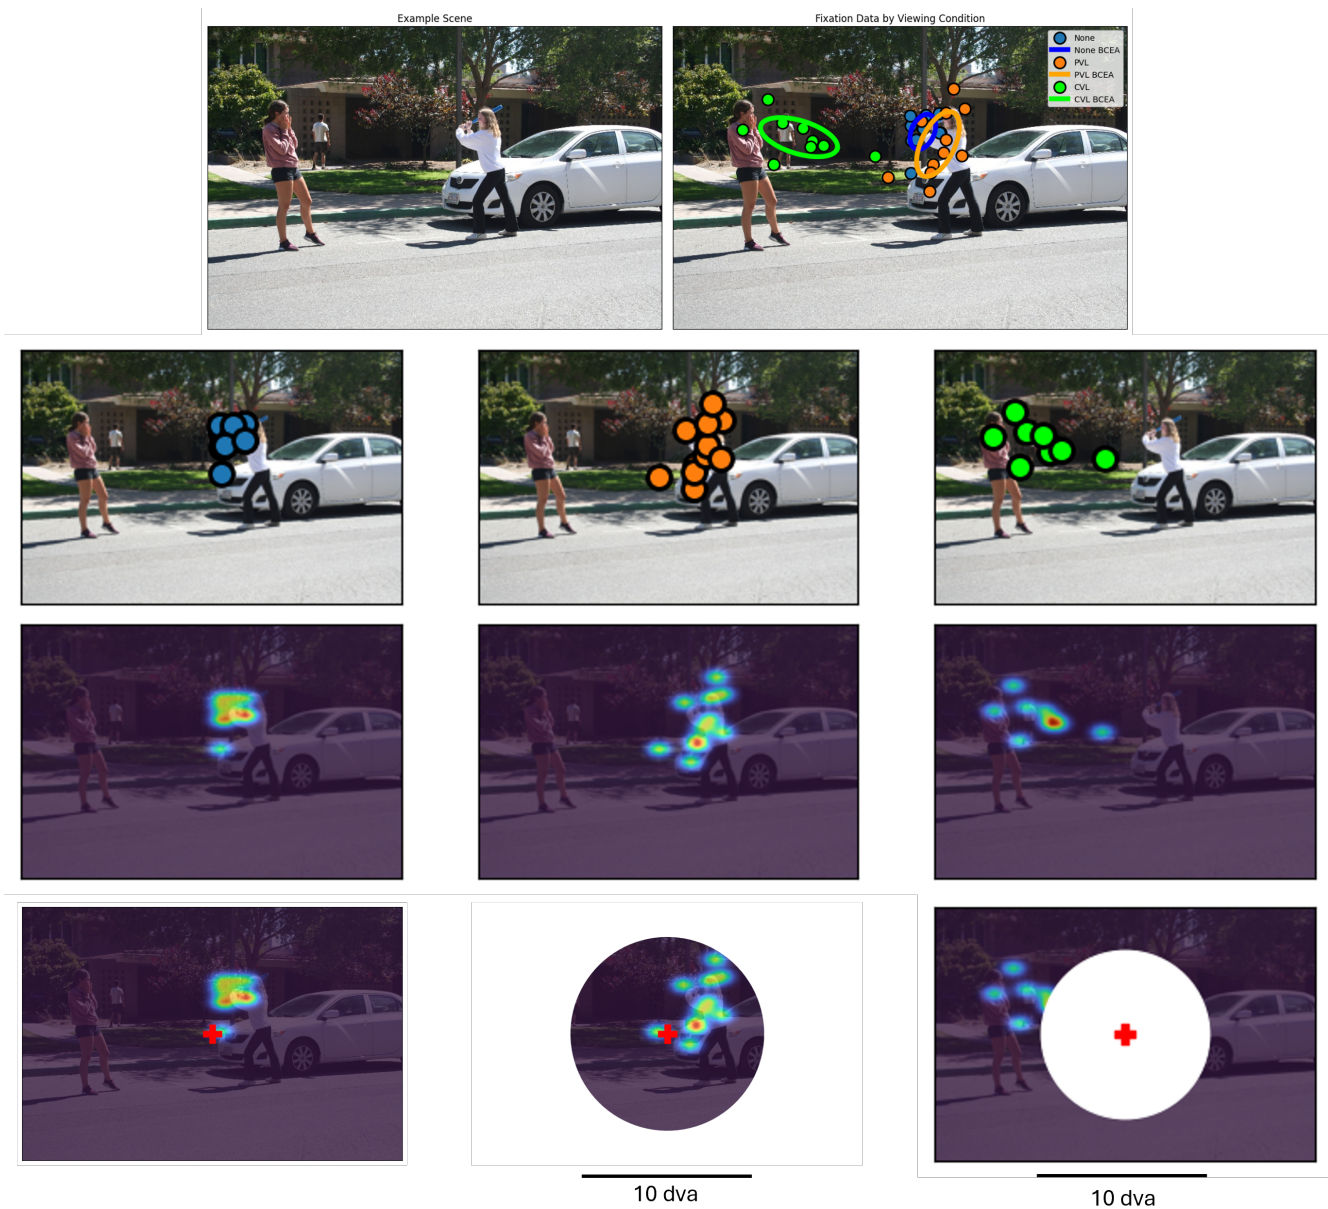 Example Scene
Fixation Data by Viewing Condition
None
None BCEA
PVL
PVL BCEA
CVL
CVL BCEA
10 dva
10 dva